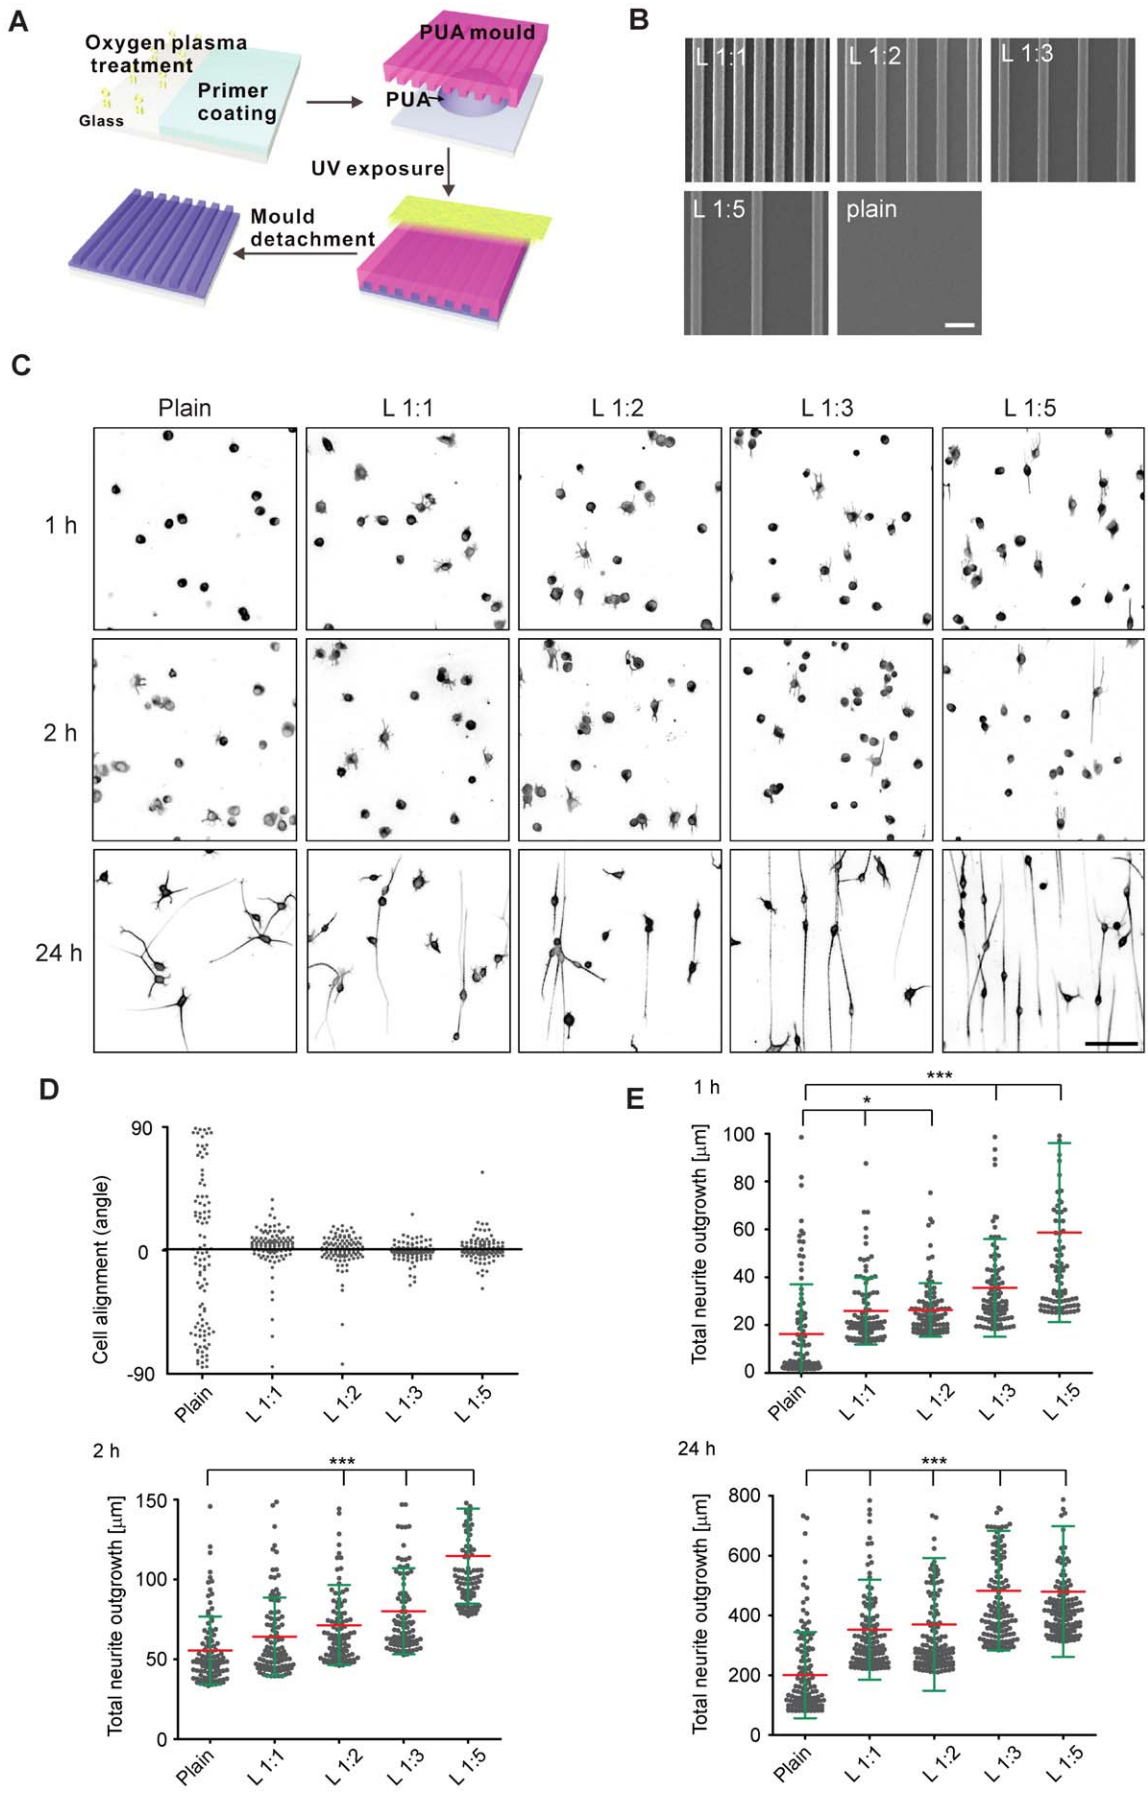 A
Oxygen plasma
treatment
Primer
coating
Glass
PUA mould
PUA
UV exposure
Mould
detachment
B
L 1:1
L 1:2
L 1:3
L 1:5
plain
C
Plain
L 1:1
L 1:2
L 1:3
L 1:5
1 h
2 h
24 h
D
Cell alignment (angle)
90
0
-90
Plain
L 1:1
L 1:2
L 1:3
L 1:5
E
1 h
***
*
Total neurite outgrowth [µm]
100
80
60
40
20
0
Plain
L 1:1
L 1:2
L 1:3
L 1:5
2 h
***
Total neurite outgrowth [µm]
150
100
50
0
Plain
L 1:1
L 1:2
L 1:3
L 1:5
24 h
***
Total neurite outgrowth [µm]
800
600
400
200
0
Plain
L 1:1
L 1:2
L 1:3
L 1:5